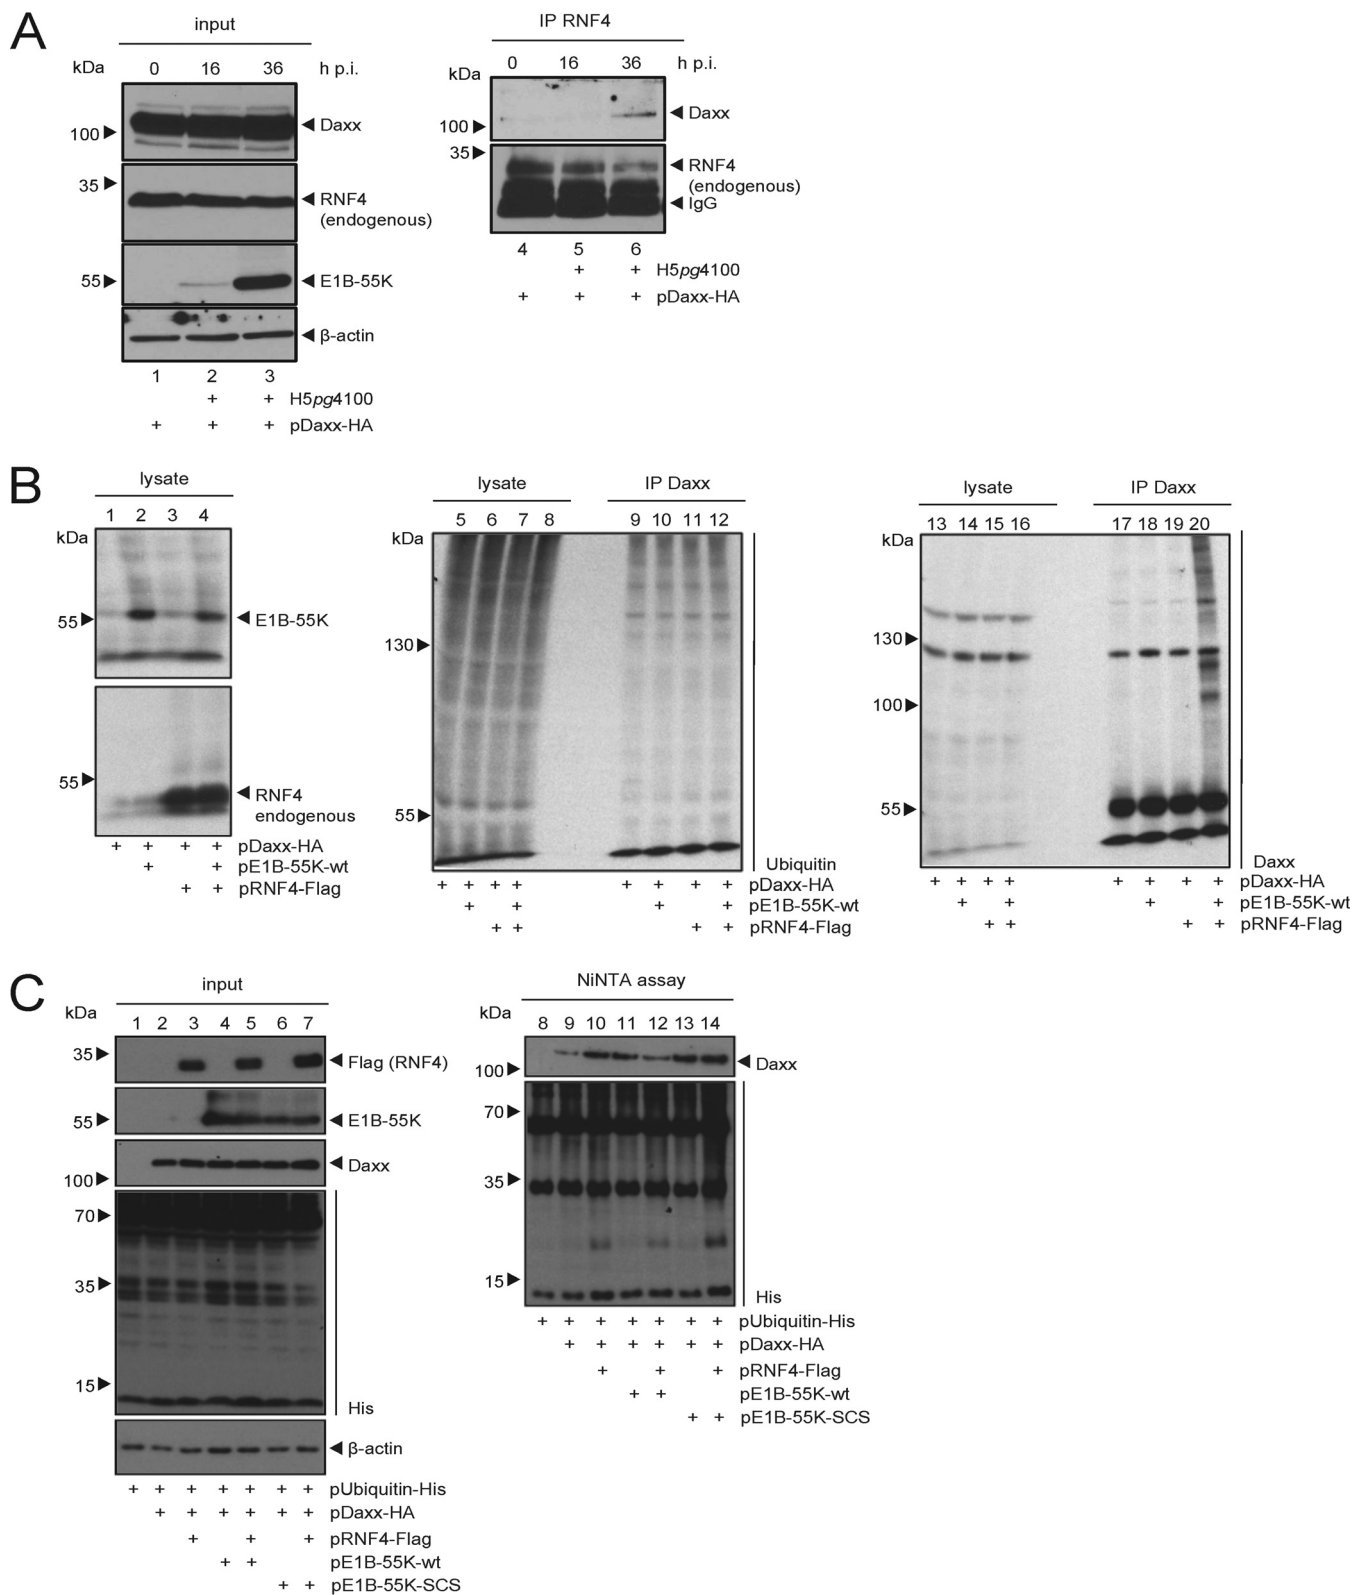 A
input
kDa 0 16 36 h p.i.
100 Daxx
35 RNF4
(endogenous)
55 E1B-55K
β-actin
1 2 3
+ + H5pg4100
+ + + pDaxx-HA
IP RNF4
kDa 0 16 36 h p.i.
100 Daxx
35 RNF4
(endogenous)
IgG
4 5 6
+ + H5pg4100
+ + + pDaxx-HA
B
lysate
1 2 3 4
kDa
55 E1B-55K
55 RNF4
endogenous
+ + + + pDaxx-HA
+ + pE1B-55K-wt
+ + pRNF4-Flag
lysate IP Daxx
5 6 7 8 9 10 11 12
kDa
130
55
Ubiquitin
+ + + + + + + + pDaxx-HA
+ + + + pE1B-55K-wt
+ + + + pRNF4-Flag
lysate IP Daxx
13 14 15 16 17 18 19 20
kDa
130
100
55
Daxx
+ + + + + + + + pDaxx-HA
+ + + + pE1B-55K-wt
+ + + + pRNF4-Flag
C
input
kDa 1 2 3 4 5 6 7
35 Flag (RNF4)
55 E1B-55K
100 Daxx
70
35
15
His
β-actin
+ + + + + + + pUbiquitin-His
+ + + + + + pDaxx-HA
+ + + pRNF4-Flag
+ + pE1B-55K-wt
+ + pE1B-55K-SCS
NiNTA assay
kDa 8 9 10 11 12 13 14
100 Daxx
70
35
15
His
+ + + + + + + pUbiquitin-His
+ + + + + + pDaxx-HA
+ + + pRNF4-Flag
+ + pE1B-55K-wt
+ + pE1B-55K-SCS